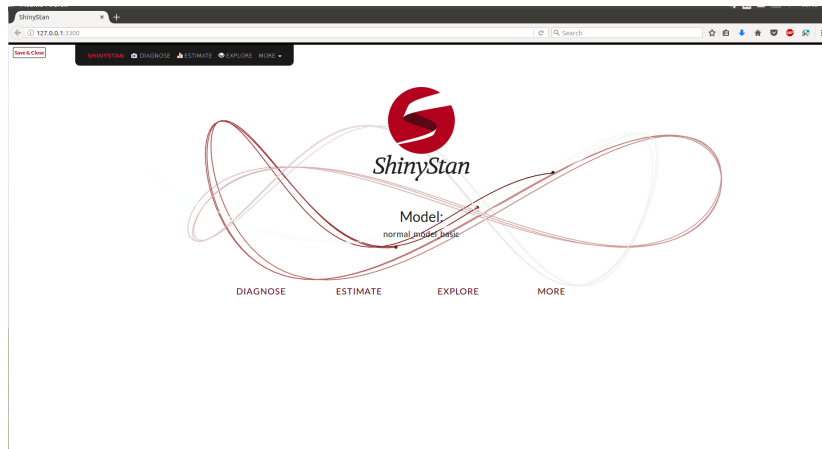 ShinyStan × +
127.0.0.1:3300
Search
Save & Close
SHINYSTAN DIAGNOSE ESTIMATE EXPLORE MORE
ShinyStan
Model:
normal_model_basic
DIAGNOSE ESTIMATE EXPLORE MORE